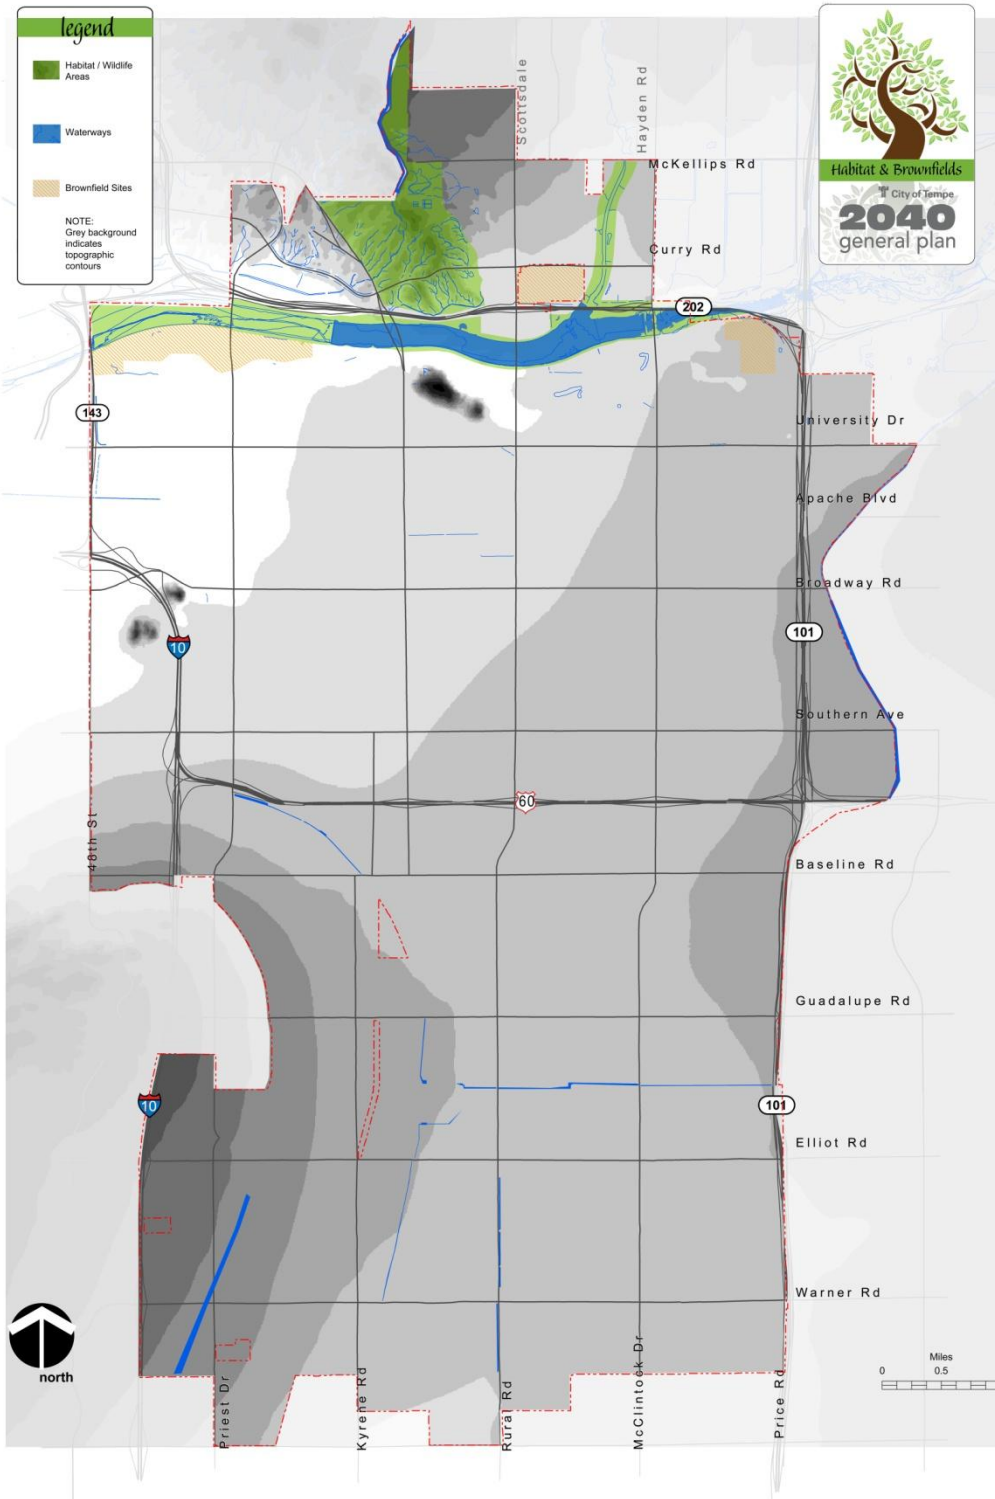 legend
Habitat / Wildlife
Areas
Waterways
Brownfield Sites
NOTE:
Grey background
indicates
topographic
contours
Habitat & Brownfields
City of Tempe
2040
general plan
Scottsdale
Hayden Rd
McKellips Rd
Curry Rd
202
143
University Dr
Apache Blvd
Broadway Rd
101
10
Southern Ave
60
48th St
Baseline Rd
Guadalupe Rd
10
101
Elliot Rd
Warner Rd
north
Miles
0 0.5
Priest Dr
Kyrene Rd
Rural Rd
McClintock Dr
Price Rd